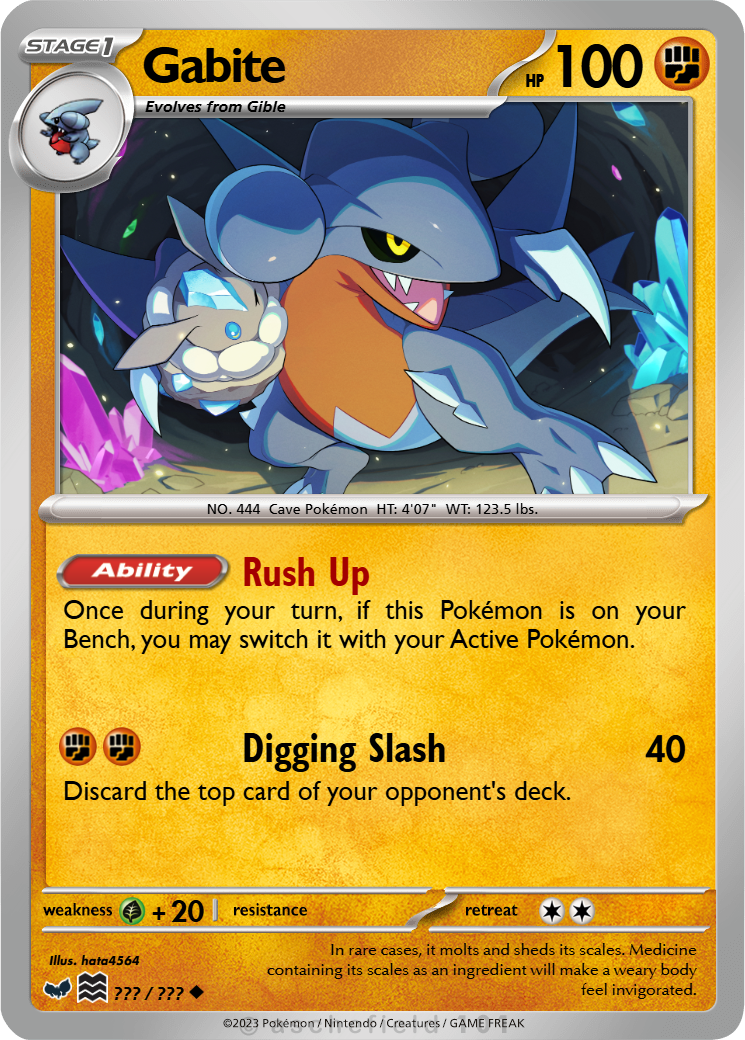 STAGE1
Gabite
HP 100
Evolves from Gible
NO. 444 Cave Pokémon HT: 4'07" WT: 123.5 lbs.
Ability Rush Up
Once during your turn, if this Pokémon is on your
Bench, you may switch it with your Active Pokémon.
Digging Slash 40
Discard the top card of your opponent's deck.
weakness + 20 resistance retreat
Illus. hata4564
In rare cases, it molts and sheds its scales. Medicine
containing its scales as an ingredient will make a weary body
feel invigorated.
??? / ???
©2023 Pokémon / Nintendo / Creatures / GAME FREAK